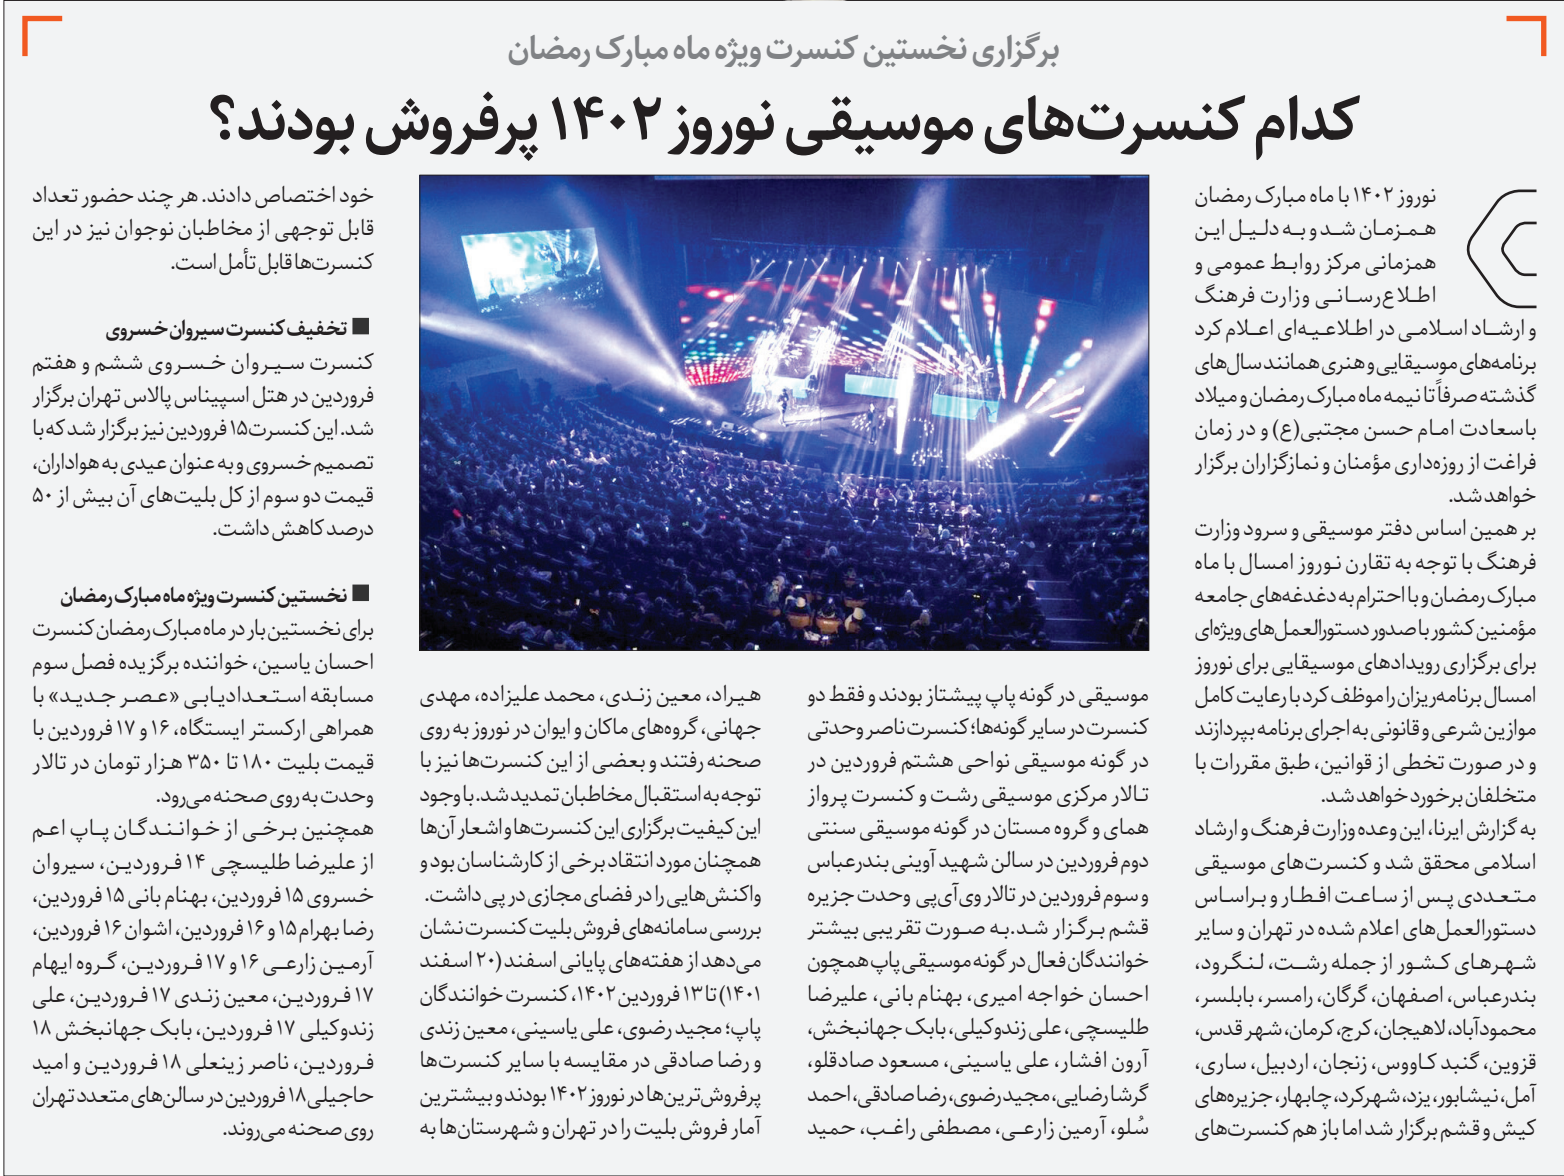 برگزاری نخستین کنسرت ویژه ماه مبارک رمضان
کدام کنسرت‌های موسیقی نوروز ۱۴۰۲ پرفروش بودند؟
نوروز ۱۴۰۲ با ماه مبارک رمضان
همزمان شد و به دلیل این
همزمانی مرکز روابط عمومی و
اطلاع‌رسانی وزارت فرهنگ
و ارشاد اسلامی در اطلاعیه‌ای اعلام کرد
برنامه‌های موسیقایی و هنری همانند سال‌های
گذشته صرفاً تا نیمه ماه مبارک رمضان و میلاد
باسعادت امام حسن مجتبی(ع) و در زمان
فراغت از روزه‌داری مؤمنان و نمازگزاران برگزار
خواهد شد.
بر همین اساس دفتر موسیقی و سرود وزارت
فرهنگ با توجه به تقارن نوروز امسال با ماه
مبارک رمضان و با احترام به دغدغه‌های جامعه
مؤمنین کشور با صدور دستورالعمل‌های ویژه‌ای
برای برگزاری رویدادهای موسیقایی برای نوروز
امسال برنامه‌ریزان را موظف کرد با رعایت کامل
موازین شرعی و قانونی به اجرای برنامه بپردازند
و در صورت تخطی از قوانین، طبق مقررات با
متخلفان برخورد خواهد شد.
به گزارش ایرنا، این وعده وزارت فرهنگ و ارشاد
اسلامی محقق شد و کنسرت‌های موسیقی
متعددی پس از ساعت افطار و براساس
دستورالعمل‌های اعلام شده در تهران و سایر
شهرهای کشور از جمله رشت، لنگرود،
بندرعباس، اصفهان، گرگان، رامسر، بابلسر،
محمودآباد، لاهیجان، کرج، کرمان، شهر قدس،
قزوین، گنبد کاووس، زنجان، اردبیل، ساری،
آمل، نیشابور، یزد، شهرکرد، چابهار، جزیره‌های
کیش و قشم برگزار شد اما باز هم کنسرت‌های
موسیقی در گونه پاپ پیشتاز بودند و فقط دو
کنسرت در سایر گونه‌ها؛ کنسرت ناصر وحدتی
در گونه موسیقی نواحی هشتم فروردین در
تالار مرکزی موسیقی رشت و کنسرت پرواز
همای و گروه مستان در گونه موسیقی سنتی
دوم فروردین در سالن شهید آوینی بندرعباس
و سوم فروردین در تالار وی‌آی‌پی وحدت جزیره
قشم برگزار شد. به صورت تقریبی بیشتر
خوانندگان فعال در گونه موسیقی پاپ همچون
احسان خواجه امیری، بهنام بانی، علیرضا
طلیسچی، علی زندوکیلی، بابک جهانبخش،
آرون افشار، علی یاسینی، مسعود صادقلو،
گرشا رضایی، مجید رضوی، رضا صادقی، احمد
سُلو، آرمین زارعی، مصطفی راغب، حمید
هیراد، معین زندی، محمد علیزاده، مهدی
جهانی، گروه‌های ماکان و ایوان در نوروز به روی
صحنه رفتند و بعضی از این کنسرت‌ها نیز با
توجه به استقبال مخاطبان تمدید شد. با وجود
این کیفیت برگزاری این کنسرت‌ها و اشعار آن‌ها
همچنان مورد انتقاد برخی از کارشناسان بود و
واکنش‌هایی را در فضای مجازی در پی داشت.
بررسی سامانه‌های فروش بلیت کنسرت نشان
می‌دهد از هفته‌های پایانی اسفند (۲۰ اسفند
۱۴۰۱) تا ۱۳ فروردین ۱۴۰۲، کنسرت خوانندگان
پاپ؛ مجید رضوی، علی یاسینی، معین زندی
و رضا صادقی در مقایسه با سایر کنسرت‌ها
پرفروش‌ترین‌ها در نوروز ۱۴۰۲ بودند و بیشترین
آمار فروش بلیت را در تهران و شهرستان‌ها به
خود اختصاص دادند. هر چند حضور تعداد
قابل توجهی از مخاطبان نوجوان نیز در این
کنسرت‌ها قابل تأمل است.
■ تخفیف کنسرت سیروان خسروی
کنسرت سیروان خسروی ششم و هفتم
فروردین در هتل اسپیناس پالاس تهران برگزار
شد. این کنسرت ۱۵ فروردین نیز برگزار شد که با
تصمیم خسروی و به عنوان عیدی به هواداران،
قیمت دو سوم از کل بلیت‌های آن بیش از ۵۰
درصد کاهش داشت.
■ نخستین کنسرت ویژه ماه مبارک رمضان
برای نخستین بار در ماه مبارک رمضان کنسرت
احسان یاسین، خواننده برگزیده فصل سوم
مسابقه استعدادیابی «عصر جدید» با
همراهی ارکستر ایستگاه، ۱۶ و ۱۷ فروردین با
قیمت بلیت ۱۸۰ تا ۳۵۰ هزار تومان در تالار
وحدت به روی صحنه می‌رود.
همچنین برخی از خوانندگان پاپ اعم
از علیرضا طلیسچی ۱۴ فروردین، سیروان
خسروی ۱۵ فروردین، بهنام بانی ۱۵ فروردین،
رضا بهرام ۱۵ و ۱۶ فروردین، اشوان ۱۶ فروردین،
آرمین زارعی ۱۶ و ۱۷ فروردین، گروه ایهام
۱۷ فروردین، معین زندی ۱۷ فروردین، علی
زندوکیلی ۱۷ فروردین، بابک جهانبخش ۱۸
فروردین، ناصر زینعلی ۱۸ فروردین و امید
حاجیلی ۱۸ فروردین در سالن‌های متعدد تهران
روی صحنه می‌روند.